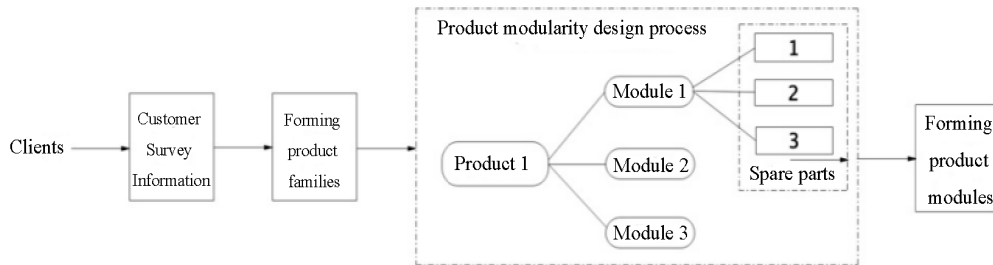 Clients
Customer
Survey
Information
Forming
product
families
Product modularity design process
Product 1
Module 1
Module 2
Module 3
1
2
3
Spare parts
Forming
product
modules